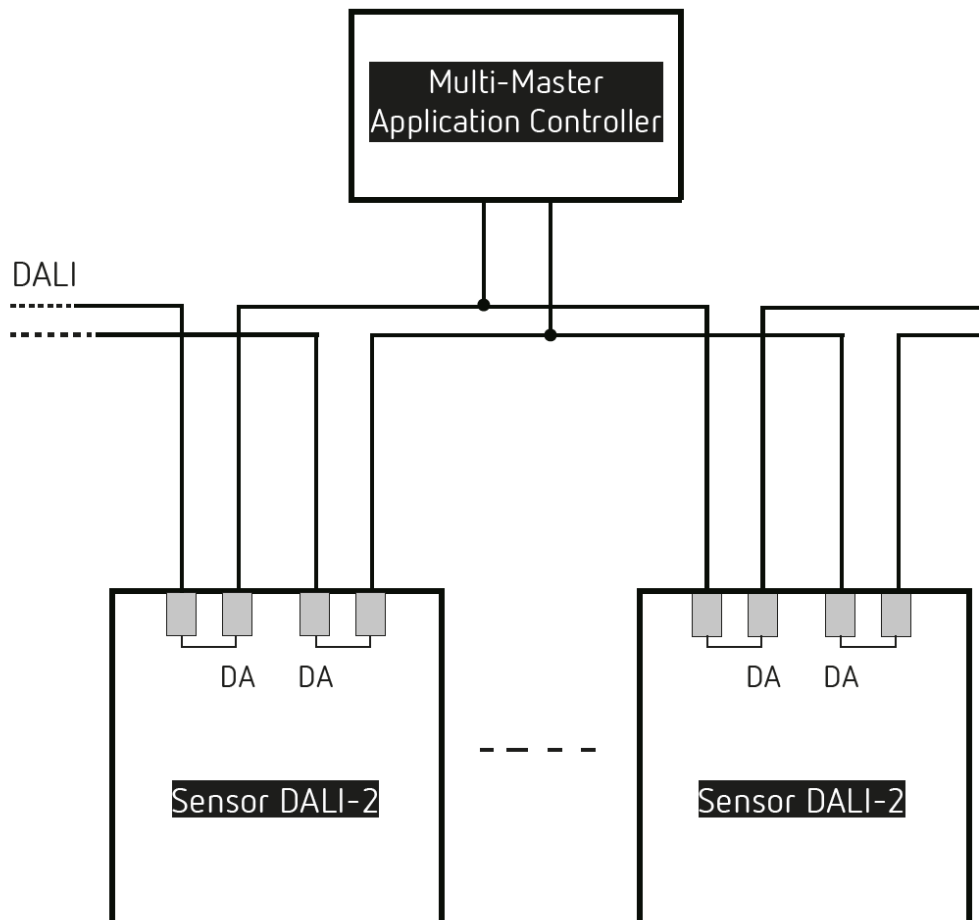 Multi-Master
Application Controller
DALI
DA DA
DA DA
Sensor DALI-2
Sensor DALI-2